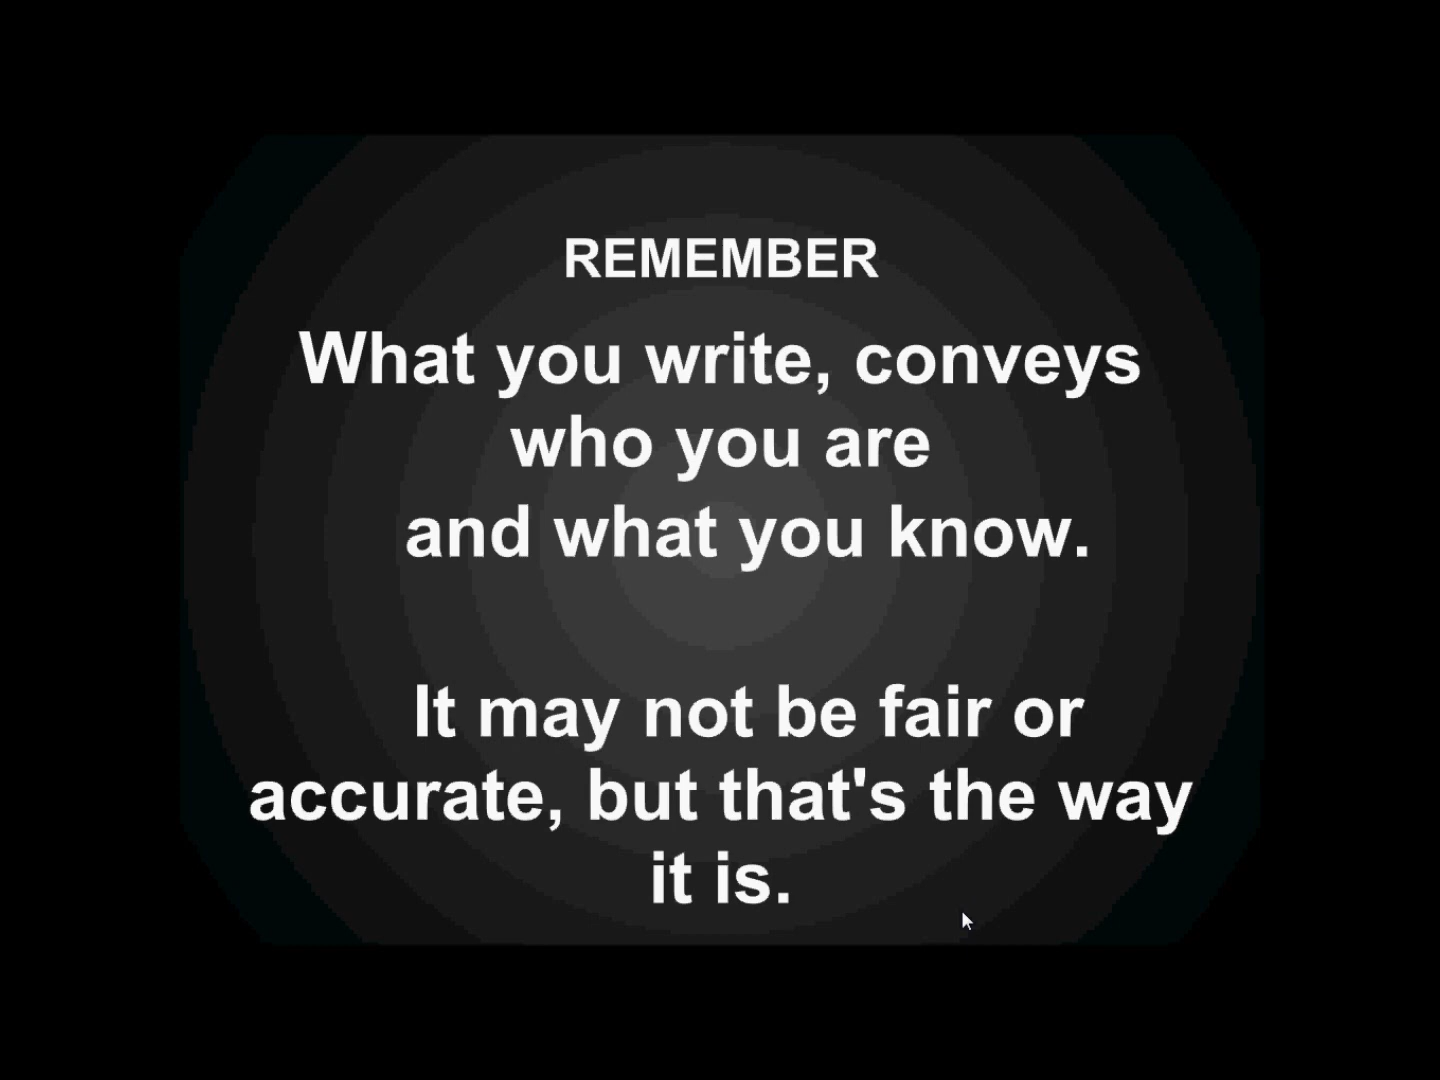 REMEMBER
What you write, conveys
who you are
and what you know.
It may not be fair or
accurate, but that's the way
it is.